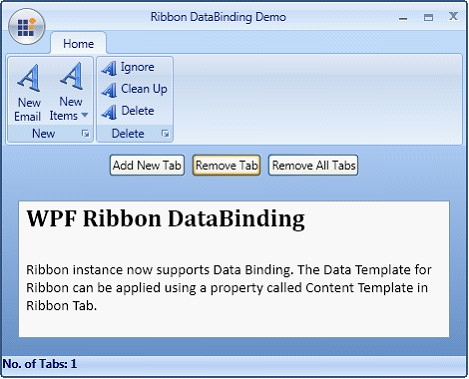 Ribbon DataBinding Demo
Home
New Email
New Items
Ignore
Clean Up
Delete
New
Delete
Add New Tab
Remove Tab
Remove All Tabs
WPF Ribbon DataBinding
Ribbon instance now supports Data Binding. The Data Template for
Ribbon can be applied using a property called Content Template in
Ribbon Tab.
No. of Tabs: 1